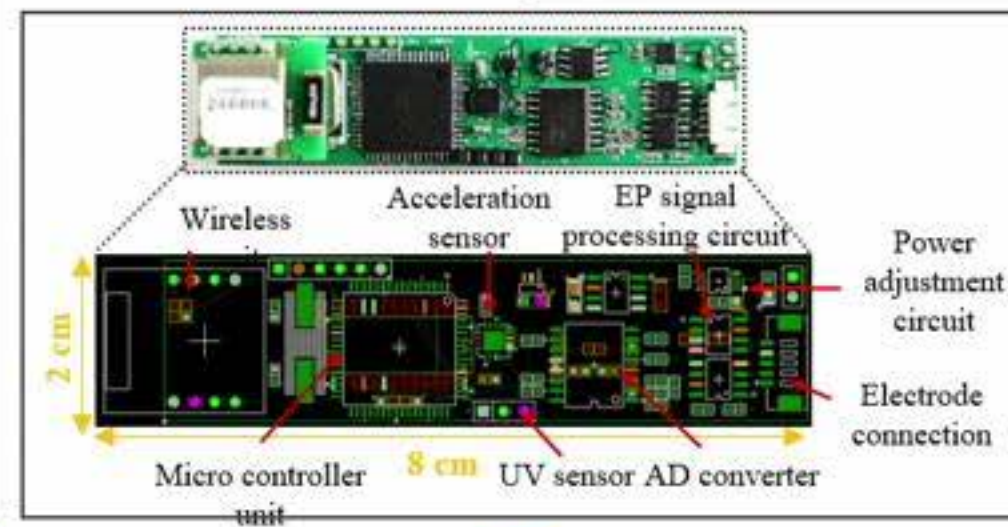 Wireless
Acceleration
sensor
EP signal
processing circuit
Power
adjustment
circuit
2 cm
8 cm
Electrode
connection
Micro controller
unit
UV sensor
AD converter